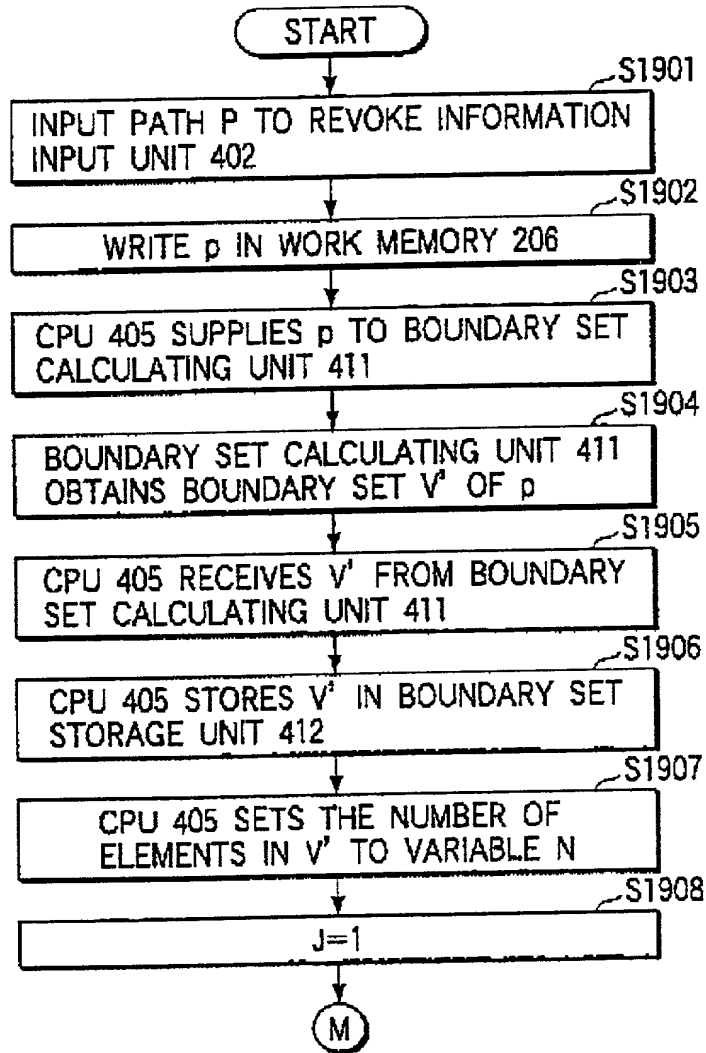 START
S1901
INPUT PATH P TO REVOKE INFORMATION
INPUT UNIT 402
S1902
WRITE p IN WORK MEMORY 206
S1903
CPU 405 SUPPLIES p TO BOUNDARY SET
CALCULATING UNIT 411
S1904
BOUNDARY SET CALCULATING UNIT 411
OBTAINS BOUNDARY SET V' OF p
S1905
CPU 405 RECEIVES V' FROM BOUNDARY
SET CALCULATING UNIT 411
S1906
CPU 405 STORES V' IN BOUNDARY SET
STORAGE UNIT 412
S1907
CPU 405 SETS THE NUMBER OF
ELEMENTS IN V' TO VARIABLE N
S1908
J=1
M